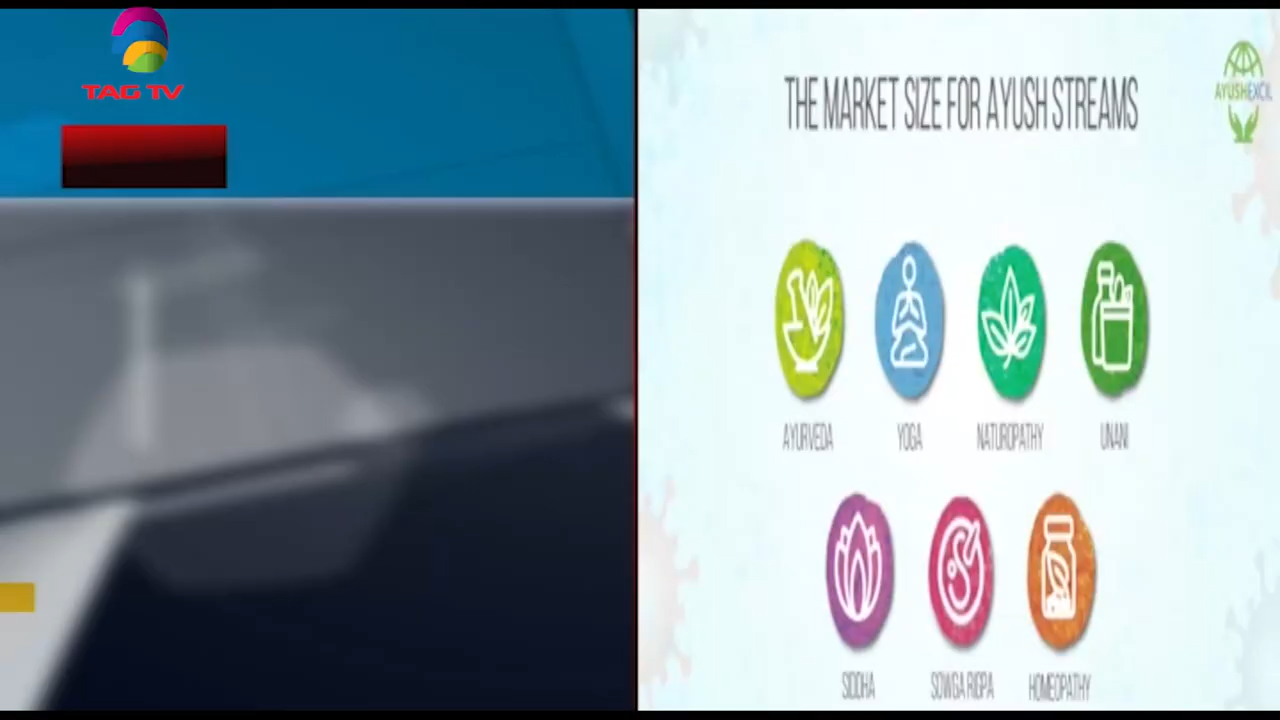 TAG TV
THE MARKET SIZE FOR AYUSH STREAMS
AYUSHEXCIL
AYURVEDA
YOGA
NATUROPATHY
UNANI
SIDDHA
SOWGA RIGPA
HOMEOPATHY